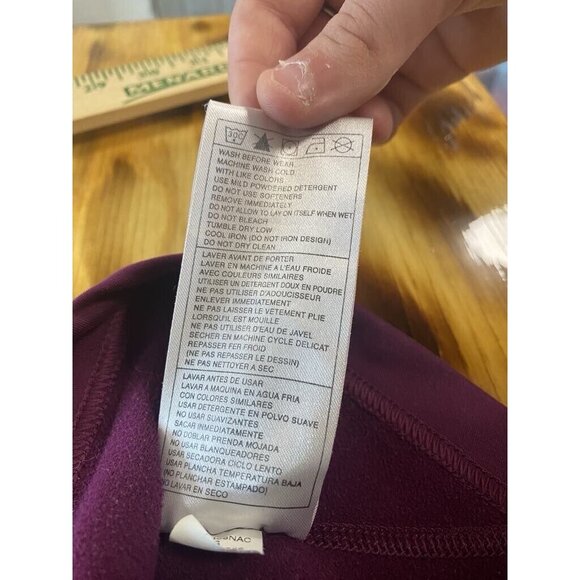 MENARDS
30C
WASH BEFORE WEAR
MACHINE WASH COLD
WITH LIKE COLORS
USE MILD POWDERED DETERGENT
DO NOT USE SOFTENERS
REMOVE IMMEDIATELY
DO NOT ALLOW TO LAY ON ITSELF WHEN WET
DO NOT BLEACH
TUMBLE DRY LOW
COOL IRON (DO NOT IRON DESIGN)
DO NOT DRY CLEAN
LAVER AVANT DE PORTER
LAVER EN MACHINE A L'EAU FROIDE
AVEC COULEURS SIMILAIRES
UTILISER UN DETERGENT DOUX EN POUDRE
NE PAS UTILISER D'ADOUCISSEUR
ENLEVER IMMEDIATEMENT
NE PAS LAISSER LE VETEMENT PLIE
LORSQU'IL EST MOUILLE
NE PAS UTILISER D'EAU DE JAVEL
SECHER EN MACHINE CYCLE DELICAT
REPASSER FER FROID
(NE PAS REPASSER LE DESSIN)
NE PAS NETTOYER A SEC
LAVAR ANTES DE USAR
LAVAR A MAQUINA EN AGUA FRIA
CON COLORES SIMILARES
USAR DETERGENTE EN POLVO SUAVE
NO USAR SUAVIZANTES
SACAR INMEDIATAMENTE
NO DOBLAR PRENDA MOJADA
NO USAR BLANQUEADORES
USAR SECADORA CICLO LENTO
USAR PLANCHA TEMPERATURA BAJA
(NO PLANCHAR ESTAMPADO)
NO LAVAR EN SECO